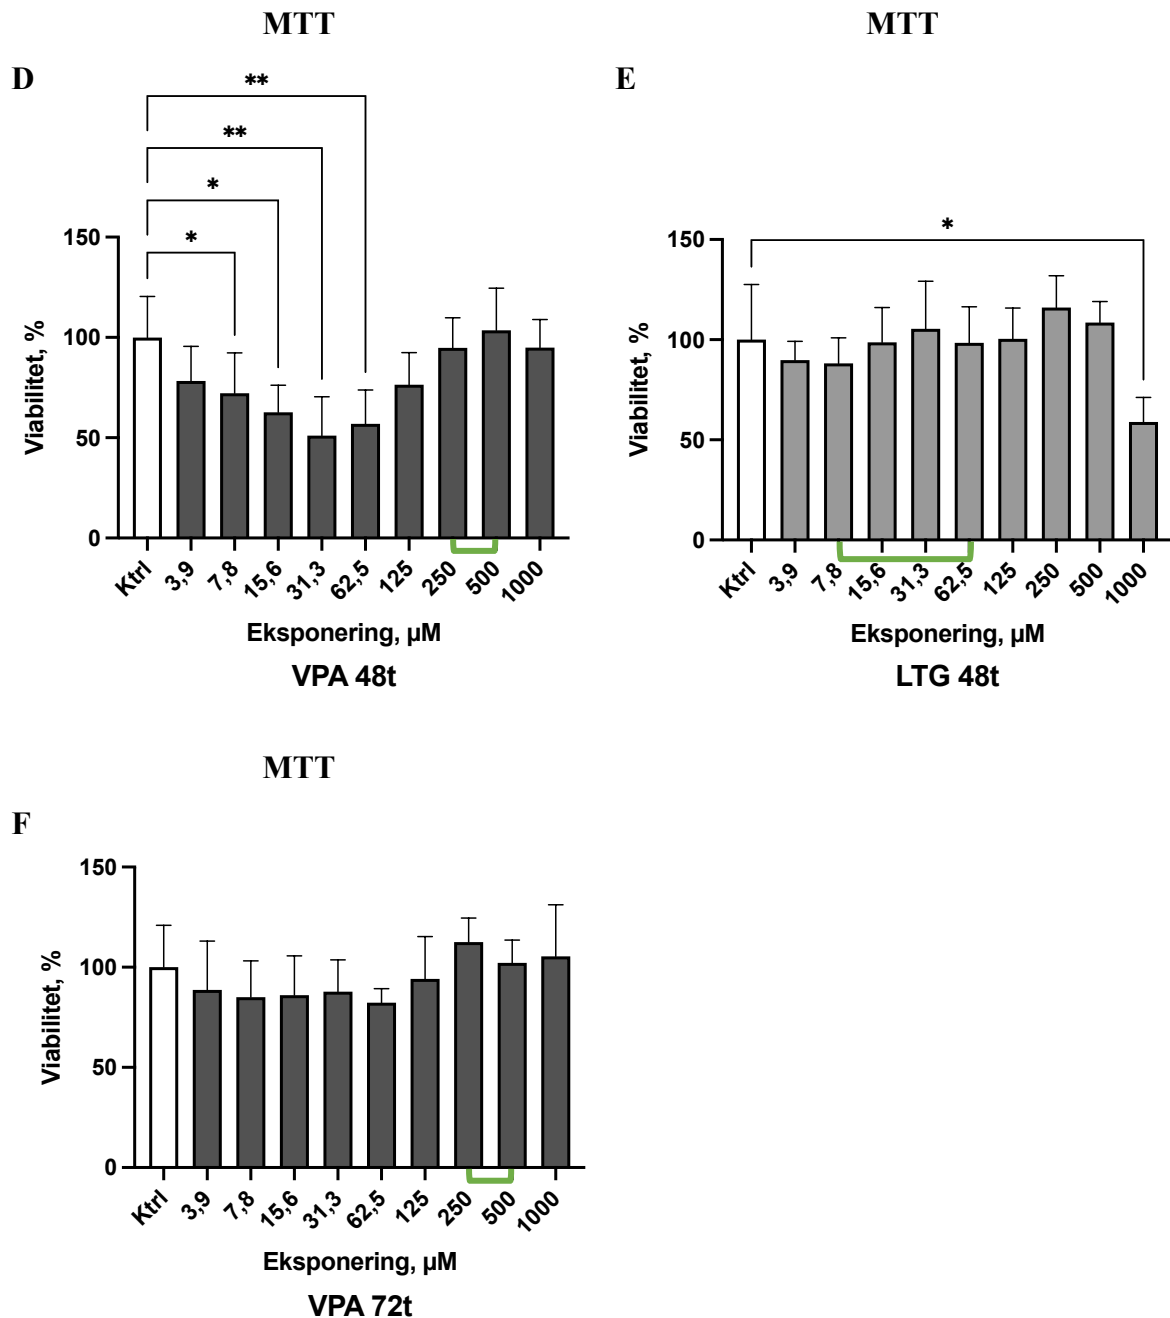 MTT
D
**
**
*
*
150
100
50
0
Viabilitet, %
Ktrl 3,9 7,8 15,6 31,3 62,5 125 250 500 1000
Eksponering, µM
VPA 48t
MTT
E
*
150
100
50
0
Viabilitet, %
Ktrl 3,9 7,8 15,6 31,3 62,5 125 250 500 1000
Eksponering, µM
LTG 48t
MTT
F
150
100
50
0
Viabilitet, %
Ktrl 3,9 7,8 15,6 31,3 62,5 125 250 500 1000
Eksponering, µM
VPA 72t